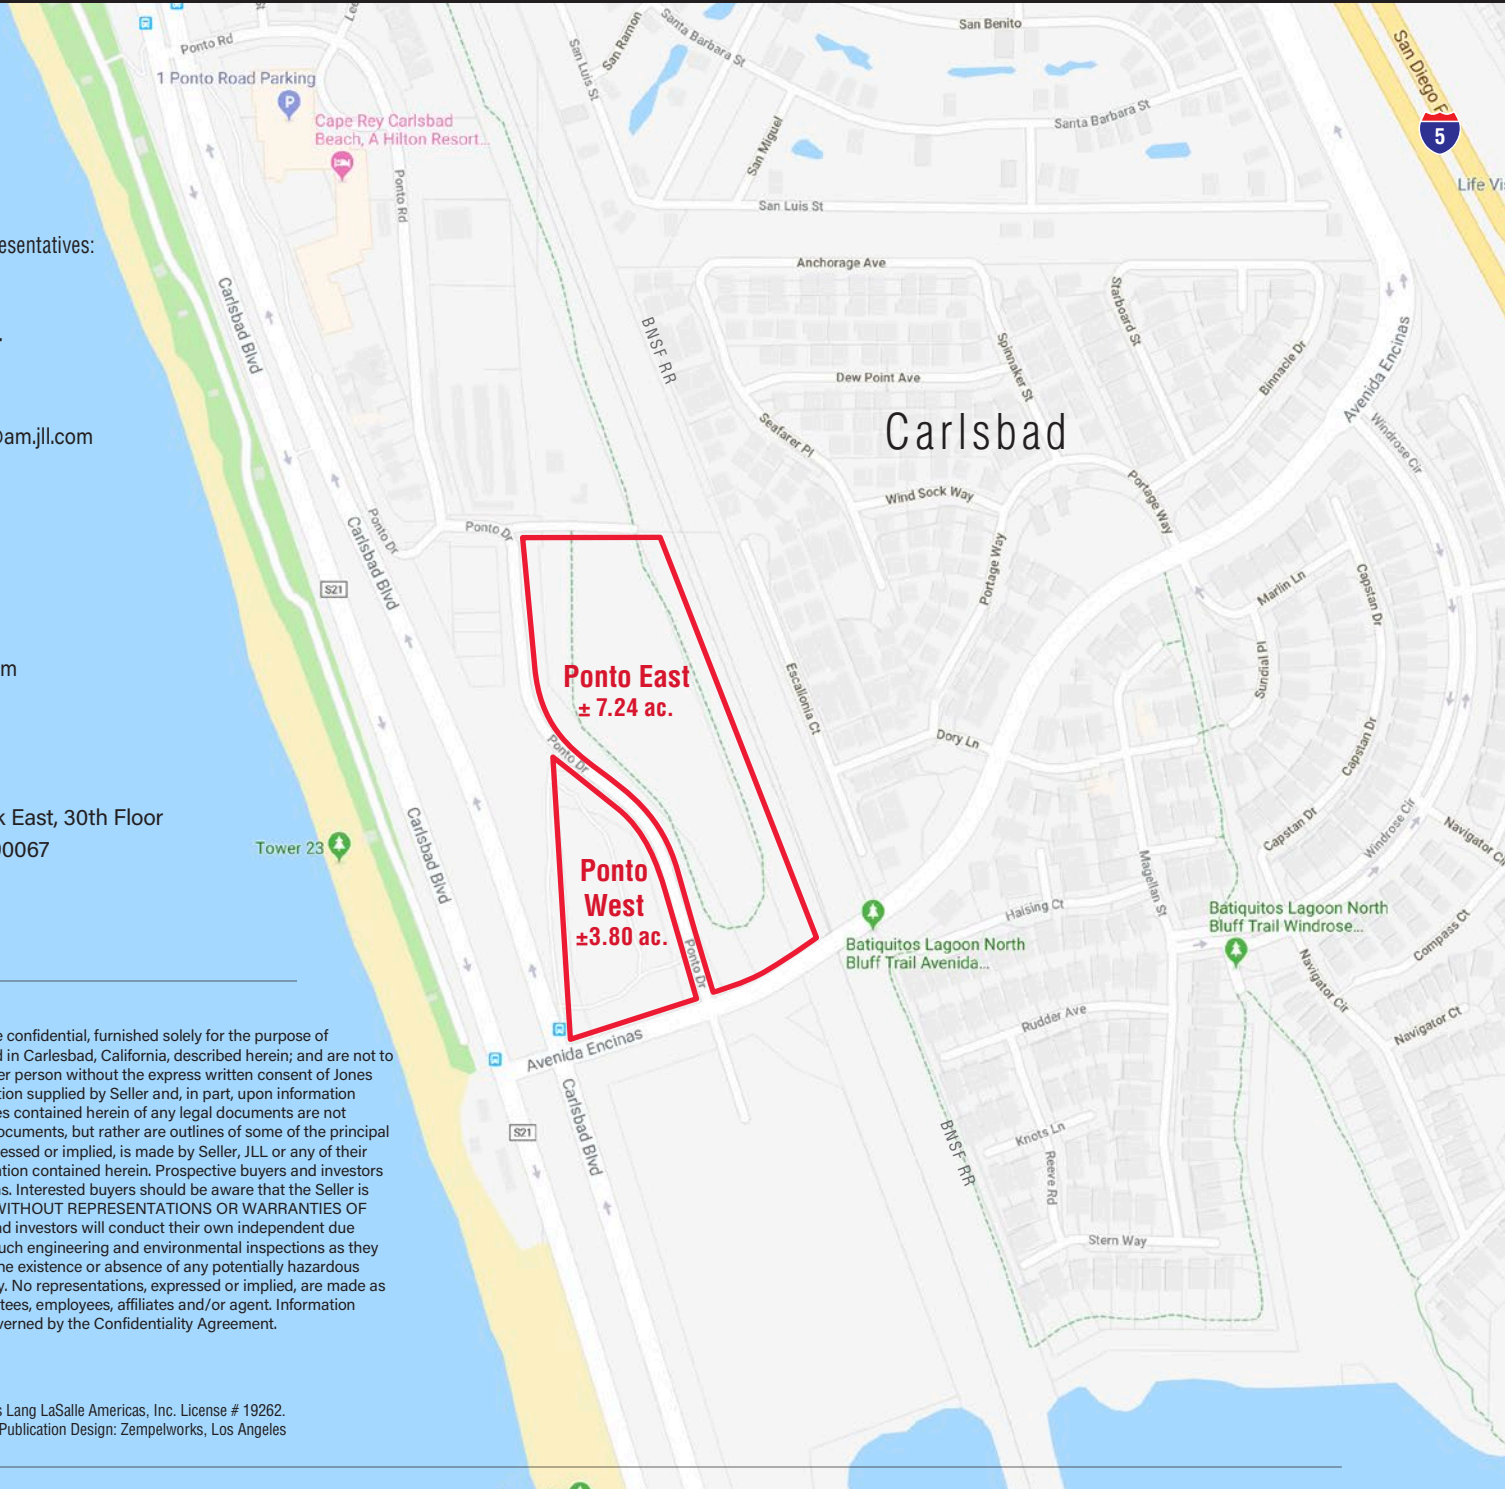 Ponto Rd
1 Ponto Road Parking
P
Cape Rey Carlsbad
Beach, A Hilton Resort...
Ponto Rd
San Luis St
San Ramon
Santa Barbara St
San Benito
San Miguel
Santa Barbara St
San Luis St
San Diego F
5
Life Vi
esentatives:
Carlsbad Blvd
BNSF RR
Anchorage Ave
Starboard St
Spinnaker St
Binnacle Dr
Avenida Encinas
Dew Point Ave
Seafarer Pl
Carlsbad
Windrose Cir
@am.jll.com
Wind Sock Way
Portage Way
Portage Way
Ponto Dr
Ponto Dr
Carlsbad Blvd
S21
Marlin Ln
Capstan Dr
Sundial Pl
Escallonia Ct
Ponto East
± 7.24 ac.
Dory Ln
Capstan Dr
Ponto Dr
k East, 30th Floor
90067
Tower 23
Carlsbad Blvd
Capstan Dr
Windrose Cir
Navigator Ci
Ponto
West
±3.80 ac.
Ponto Dr
Magellan St
Halsing Ct
Batiquitos Lagoon North
Bluff Trail Windrose...
Batiquitos Lagoon North
Bluff Trail Avenida...
Compass Ct
Navigator Cir
Navigator Ct
Rudder Ave
Avenida Encinas
Carlsbad Blvd
S21
BNSF RR
Knots Ln
Reeve Rd
Stern Way
e confidential, furnished solely for the purpose of
d in Carlesbad, California, described herein; and are not to
er person without the express written consent of Jones
tion supplied by Seller and, in part, upon information
es contained herein of any legal documents are not
ocuments, but rather are outlines of some of the principal
essed or implied, is made by Seller, JLL or any of their
ation contained herein. Prospective buyers and investors
ns. Interested buyers should be aware that the Seller is
WITHOUT REPRESENTATIONS OR WARRANTIES OF
nd investors will conduct their own independent due
uch engineering and environmental inspections as they
he existence or absence of any potentially hazardous
y. No representations, expressed or implied, are made as
tees, employees, affiliates and/or agent. Information
verned by the Confidentiality Agreement.
s Lang LaSalle Americas, Inc. License # 19262.
Publication Design: Zempelworks, Los Angeles